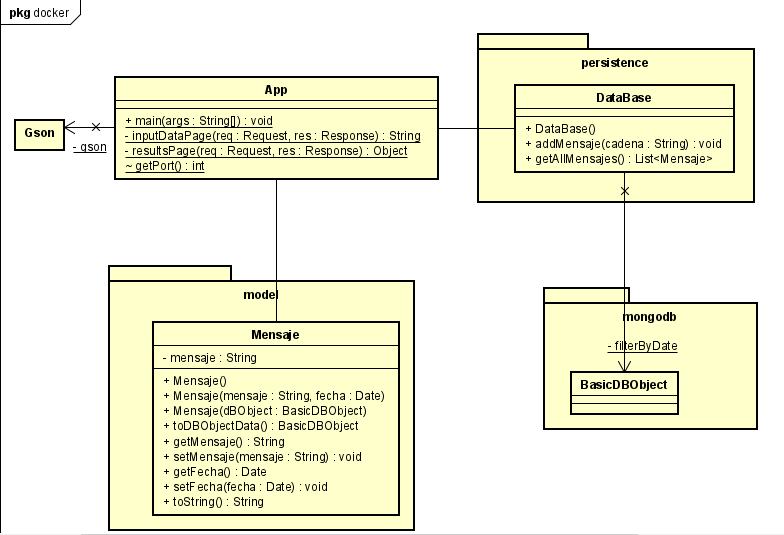 pkg docker
App
+ main(args : String[]) : void
- inputDataPage(req : Request, res : Response) : String
- resultsPage(req : Request, res : Response) : Object
~ getPort() : int
Gson
- gson
persistence
DataBase
+ DataBase()
+ addMensaje(cadena : String) : void
+ getAllMensajes() : List<Mensaje>
model
Mensaje
- mensaje : String
+ Mensaje()
+ Mensaje(mensaje : String, fecha : Date)
+ Mensaje(dBObject : BasicDBObject)
+ toDBObjectData() : BasicDBObject
+ getMensaje() : String
+ setMensaje(mensaje : String) : void
+ getFecha() : Date
+ setFecha(fecha : Date) : void
+ toString() : String
mongodb
- filterByDate
BasicDBObject